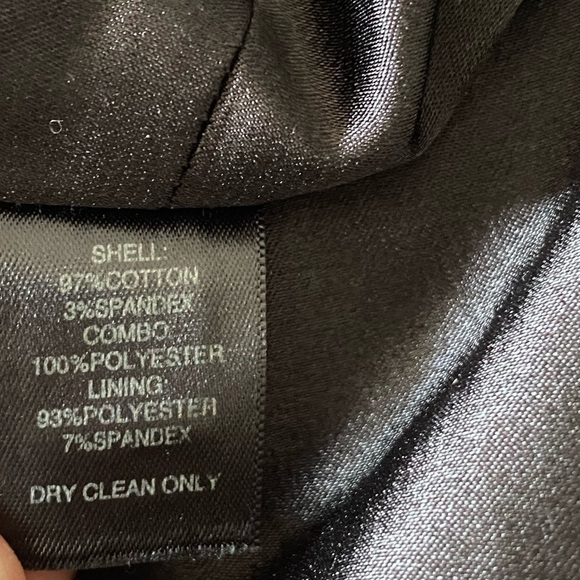 SHELL:
97%COTTON
3%SPANDEX
COMBO:
100%POLYESTER
LINING:
93%POLYESTER
7%SPANDEX
DRY CLEAN ONLY